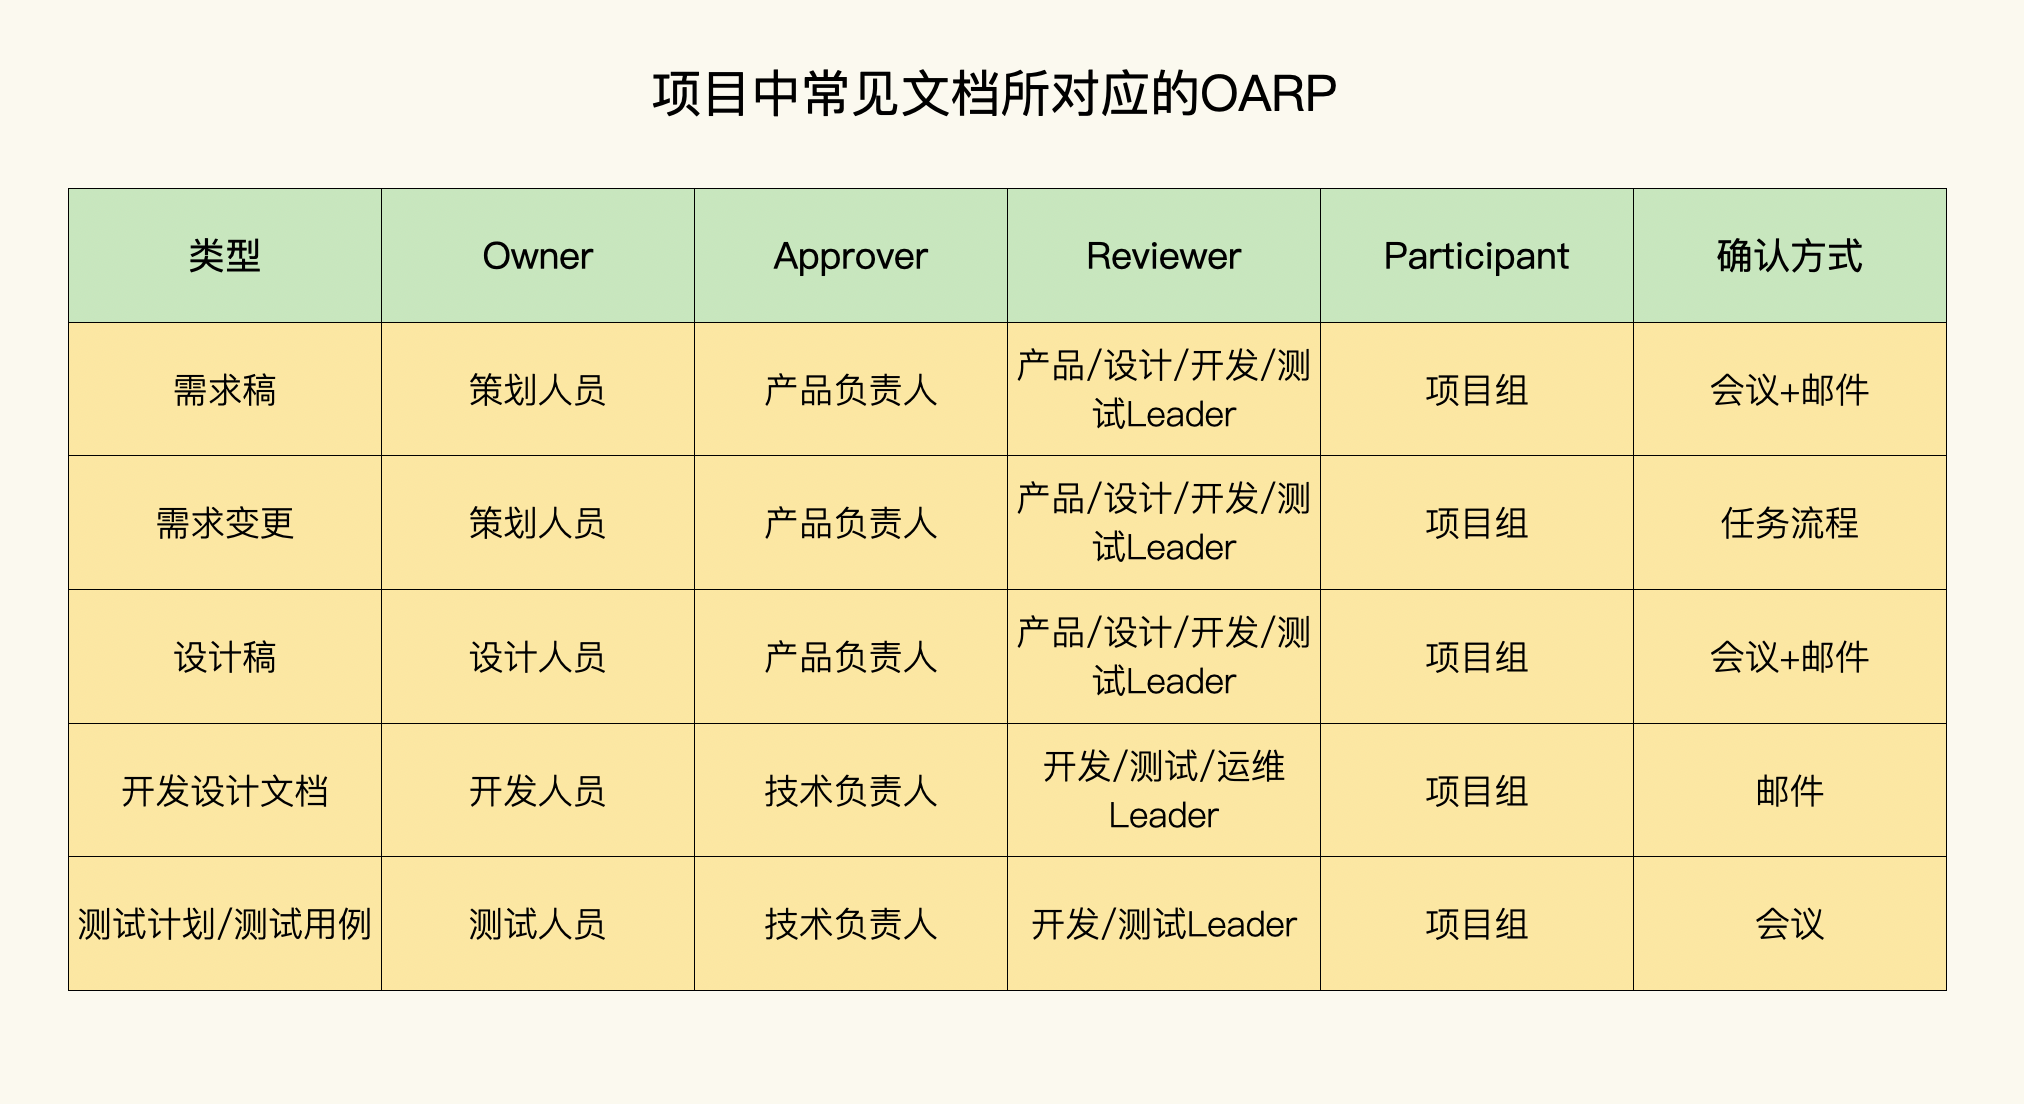 项目中常见文档所对应的OARP
类型 Owner Approver Reviewer Participant 确认方式
需求稿 策划人员 产品负责人 产品/设计/开发/测 项目组 会议+邮件
试Leader
需求变更 策划人员 产品负责人 产品/设计/开发/测 项目组 任务流程
试Leader
设计稿 设计人员 产品负责人 产品/设计/开发/测 项目组 会议+邮件
试Leader
开发设计文档 开发人员 技术负责人 开发/测试/运维 项目组 邮件
Leader
测试计划/测试用例 测试人员 技术负责人 开发/测试Leader 项目组 会议